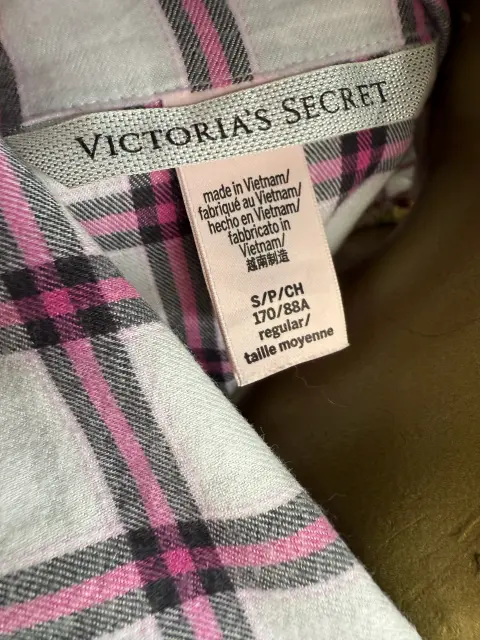 VICTORIA'S SECRET
made in Vietnam/
fabriqué au Vietnam/
hecho en Vietnam/
fabbricato in
Vietnam/
越南制造
S/P/CH
170/88A
regular/
taille moyenne